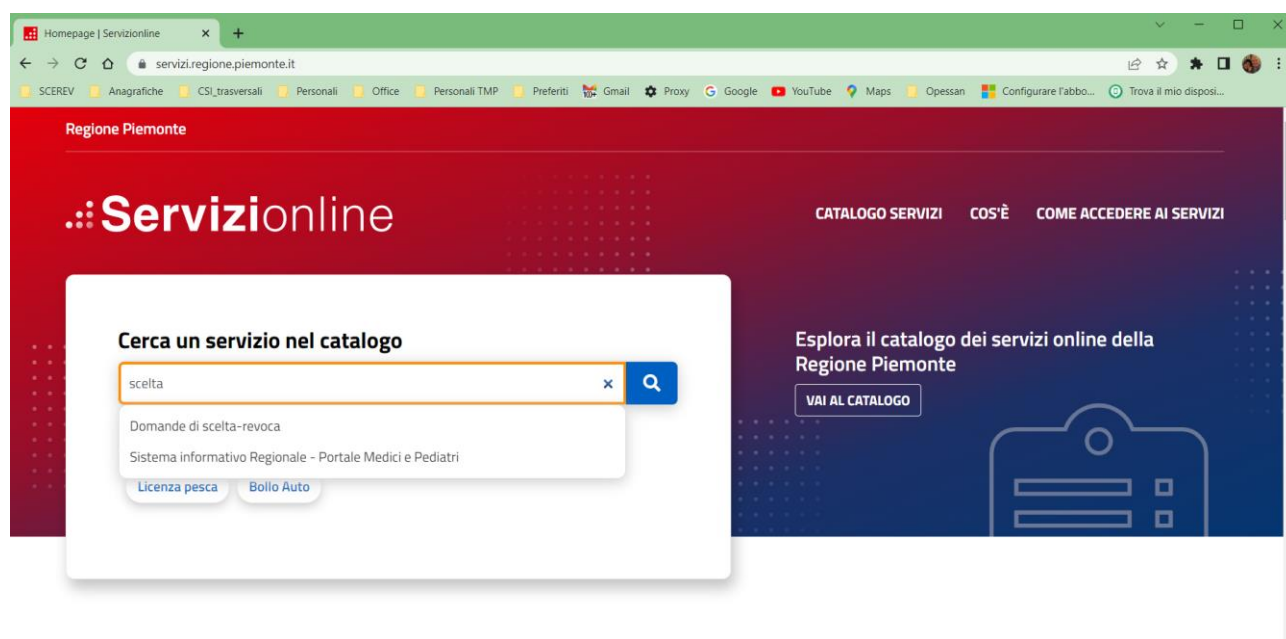 Homepage | Servizionline
servizi.regione.piemonte.it
SCEREV Anagrafiche CSI_trasversali Personali Office Personali TMP Preferiti Gmail Proxy Google YouTube Maps Opessan Configurare l'abbo... Trova il mio disposi...
Regione Piemonte
Servizionline
CATALOGO SERVIZI COS'È COME ACCEDERE AI SERVIZI
Cerca un servizio nel catalogo
scelta
Domande di scelta-revoca
Sistema informativo Regionale - Portale Medici e Pediatri
Licenza pesca Bollo Auto
Esplora il catalogo dei servizi online della
Regione Piemonte
VAI AL CATALOGO